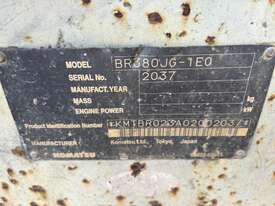 MODEL BR380JG-1E0
SERIAL NO. 2037
MANUFACT. YEAR
MASS kg
ENGINE POWER kW
Product Identification Number *KMTBR023A02002037*
MANUFACTURER Komatsu Ltd. Tokyo, Japan
KOMATSU